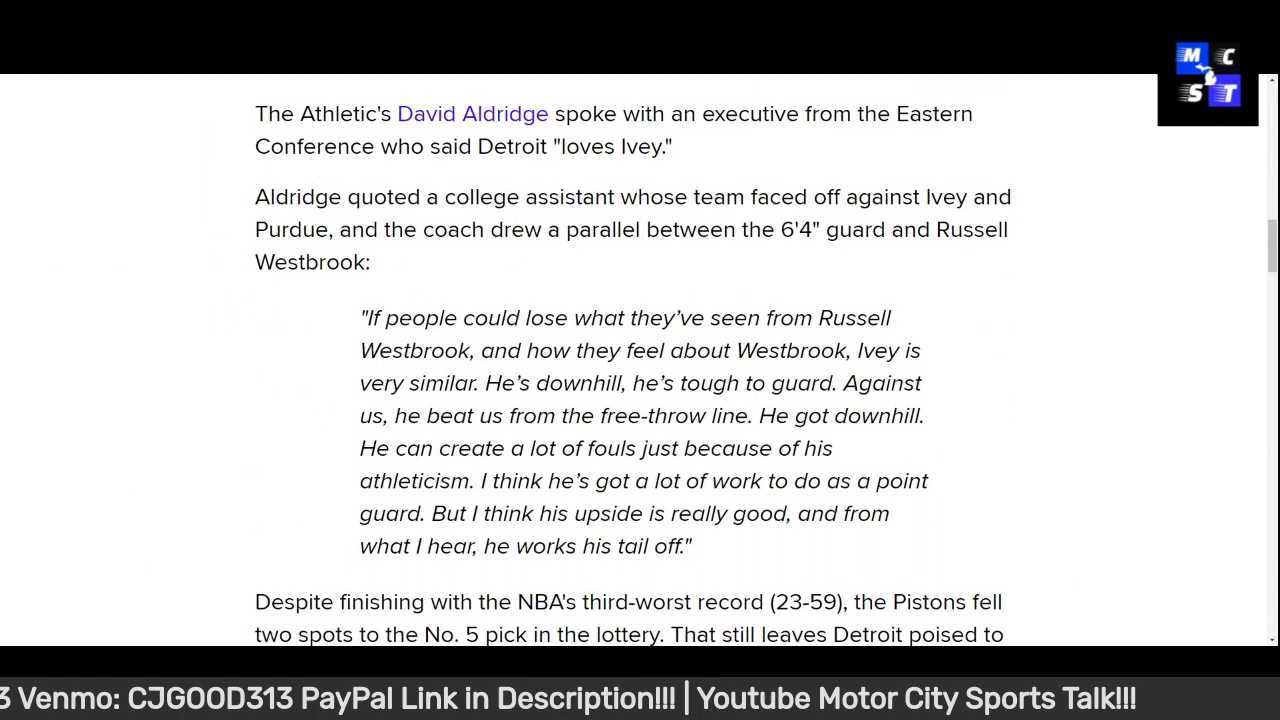 M C
S T
The Athletic's David Aldridge spoke with an executive from the Eastern
Conference who said Detroit "loves Ivey."
Aldridge quoted a college assistant whose team faced off against Ivey and
Purdue, and the coach drew a parallel between the 6'4" guard and Russell
Westbrook:
"If people could lose what they’ve seen from Russell
Westbrook, and how they feel about Westbrook, Ivey is
very similar. He’s downhill, he’s tough to guard. Against
us, he beat us from the free-throw line. He got downhill.
He can create a lot of fouls just because of his
athleticism. I think he’s got a lot of work to do as a point
guard. But I think his upside is really good, and from
what I hear, he works his tail off."
Despite finishing with the NBA's third-worst record (23-59), the Pistons fell
two spots to the No. 5 pick in the lottery. That still leaves Detroit poised to
3 Venmo: CJGOOD313 PayPal Link in Description!!! | Youtube Motor City Sports Talk!!!